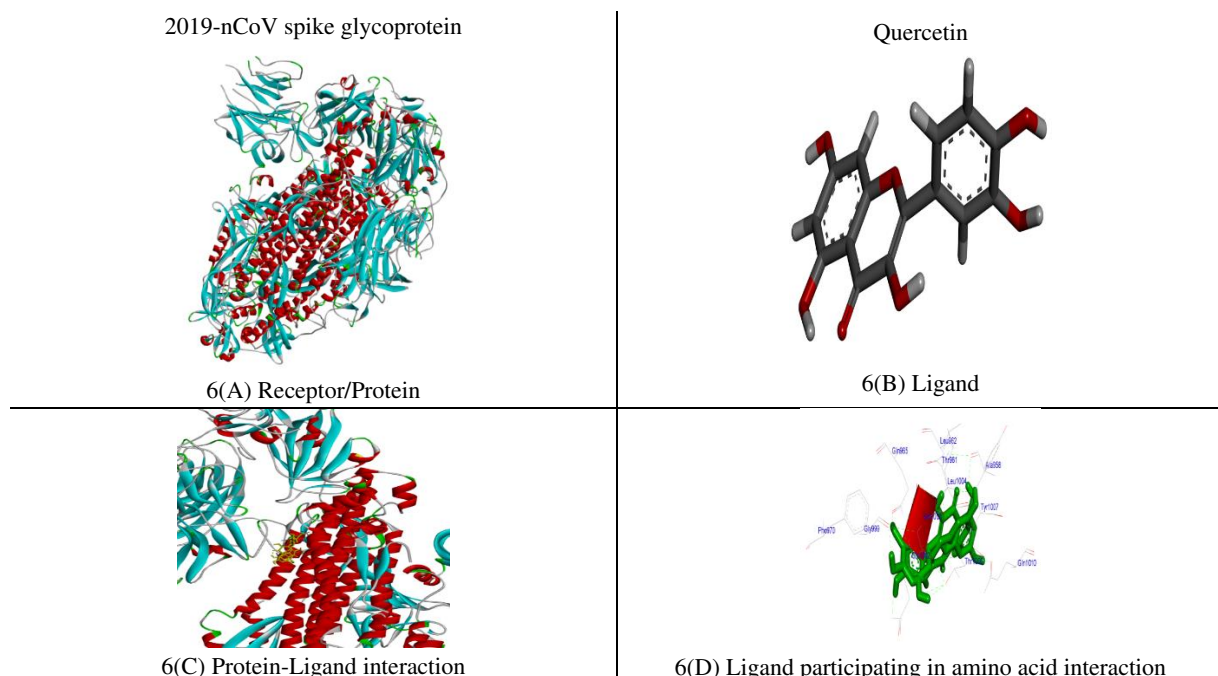 2019-nCoV spike glycoprotein
Quercetin
6(A) Receptor/Protein
6(B) Ligand
Leu962
Gln965
Thr961
Ala958
Leu1004
Tyr1007
Phe970
Gly999
Gln1010
6(C) Protein-Ligand interaction
6(D) Ligand participating in amino acid interaction